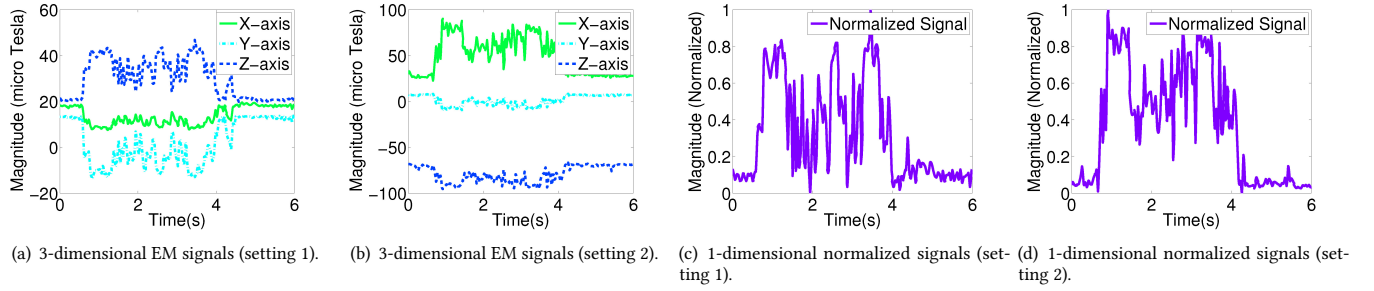 Magnitude (micro Tesla)
60
40
20
0
−20
0
2
4
6
Time(s)
X−axis
Y−axis
Z−axis
(a) 3-dimensional EM signals (setting 1).
Magnitude (micro Tesla)
100
50
0
−50
−100
0
2
4
6
Time(s)
X−axis
Y−axis
Z−axis
(b) 3-dimensional EM signals (setting 2).
Magnitude (Normalized)
1
0.8
0.6
0.4
0.2
0
0
2
4
6
Time(s)
Normalized Signal
(c) 1-dimensional normalized signals (set-
ting 1).
Magnitude (Normalized)
1
0.8
0.6
0.4
0.2
0
0
2
4
6
Time(s)
Normalized Signal
(d) 1-dimensional normalized signals (set-
ting 2).